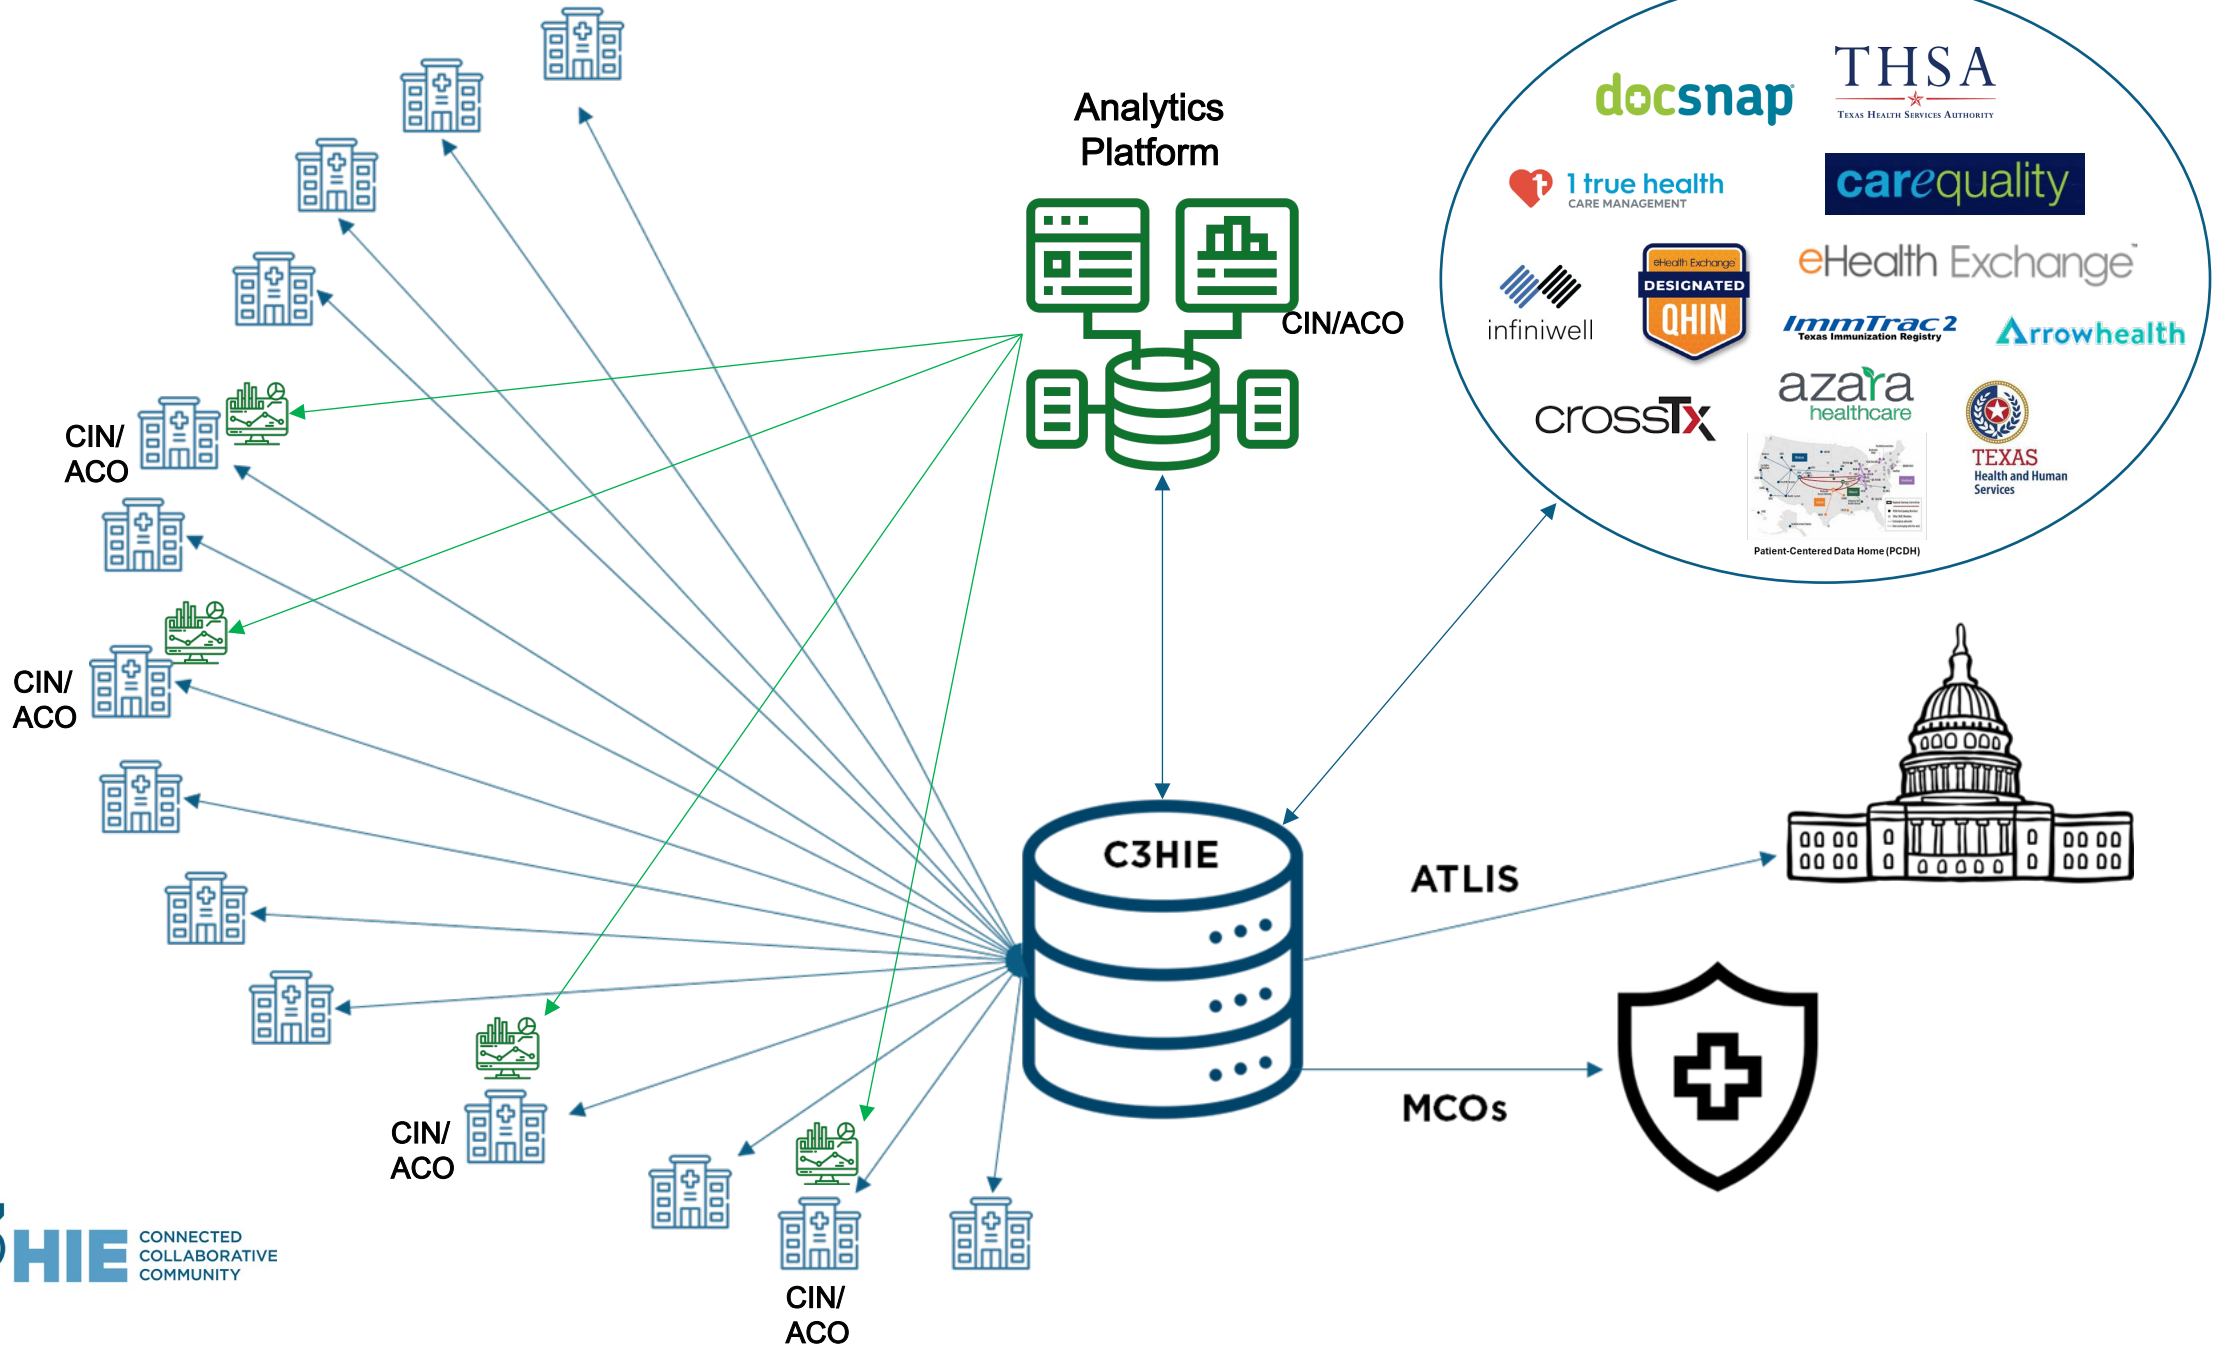 Analytics
Platform
CIN/ACO
docsnap
THSA
TEXAS HEALTH SERVICES AUTHORITY
1 true health
CARE MANAGEMENT
carequality
eHealth Exchange
DESIGNATED
QHIN
eHealth Exchange™
infiniwell
ImmTrac2
Texas Immunization Registry
Arrowhealth
azara
healthcare
crossTx
TEXAS
Health and Human
Services
Patient-Centered Data Home (PCDH)
CIN/
ACO
CIN/
ACO
C3HIE
ATLIS
MCOs
CIN/
ACO
CIN/
ACO
HIE
CONNECTED
COLLABORATIVE
COMMUNITY